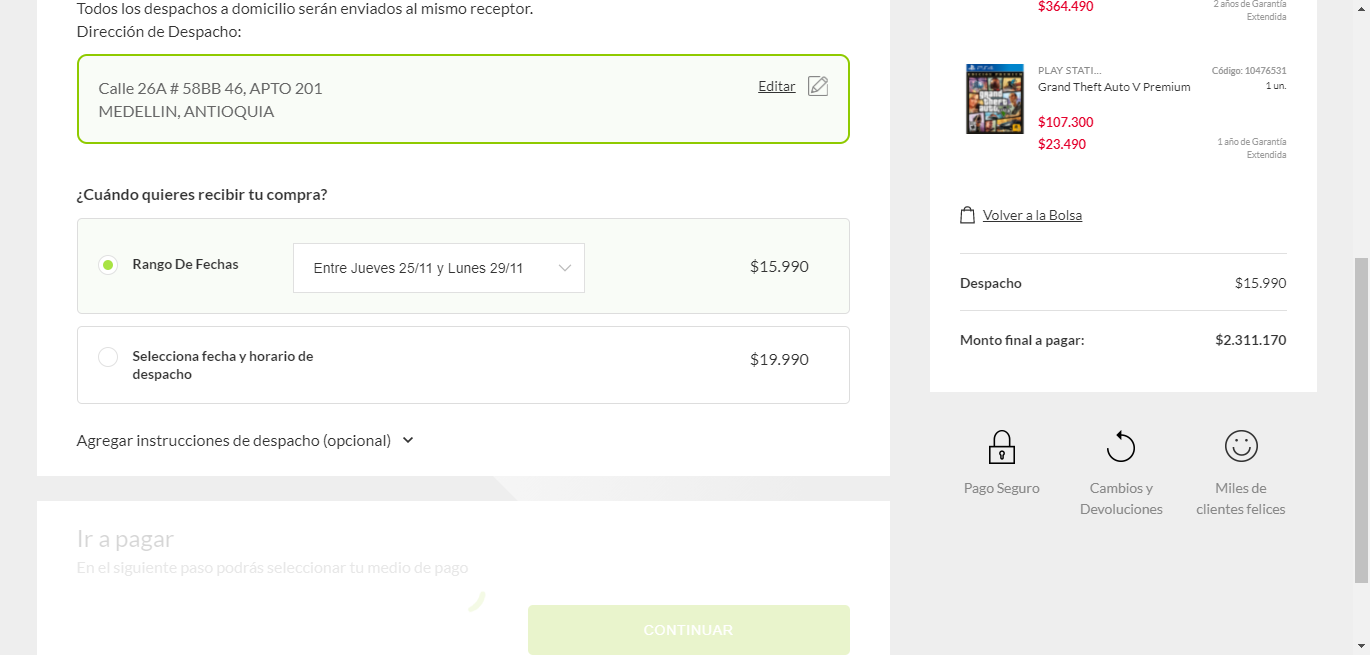 Todos los despachos a domicilio serán enviados al mismo receptor.
Dirección de Despacho:
Calle 26A # 58BB 46, APTO 201
MEDELLIN, ANTIOQUIA
Editar
¿Cuándo quieres recibir tu compra?
Rango De Fechas
Entre Jueves 25/11 y Lunes 29/11
$15.990
Selecciona fecha y horario de
despacho
$19.990
Agregar instrucciones de despacho (opcional)
Ir a pagar
En el siguiente paso podrás seleccionar tu medio de pago
CONTINUAR
$364.490
2 años de Garantía
Extendida
PLAY STATI...
Código: 10476531
Grand Theft Auto V Premium
1 un.
$107.300
$23.490
1 año de Garantía
Extendida
Volver a la Bolsa
Despacho
$15.990
Monto final a pagar:
$2.311.170
Pago Seguro
Cambios y
Devoluciones
Miles de
clientes felices